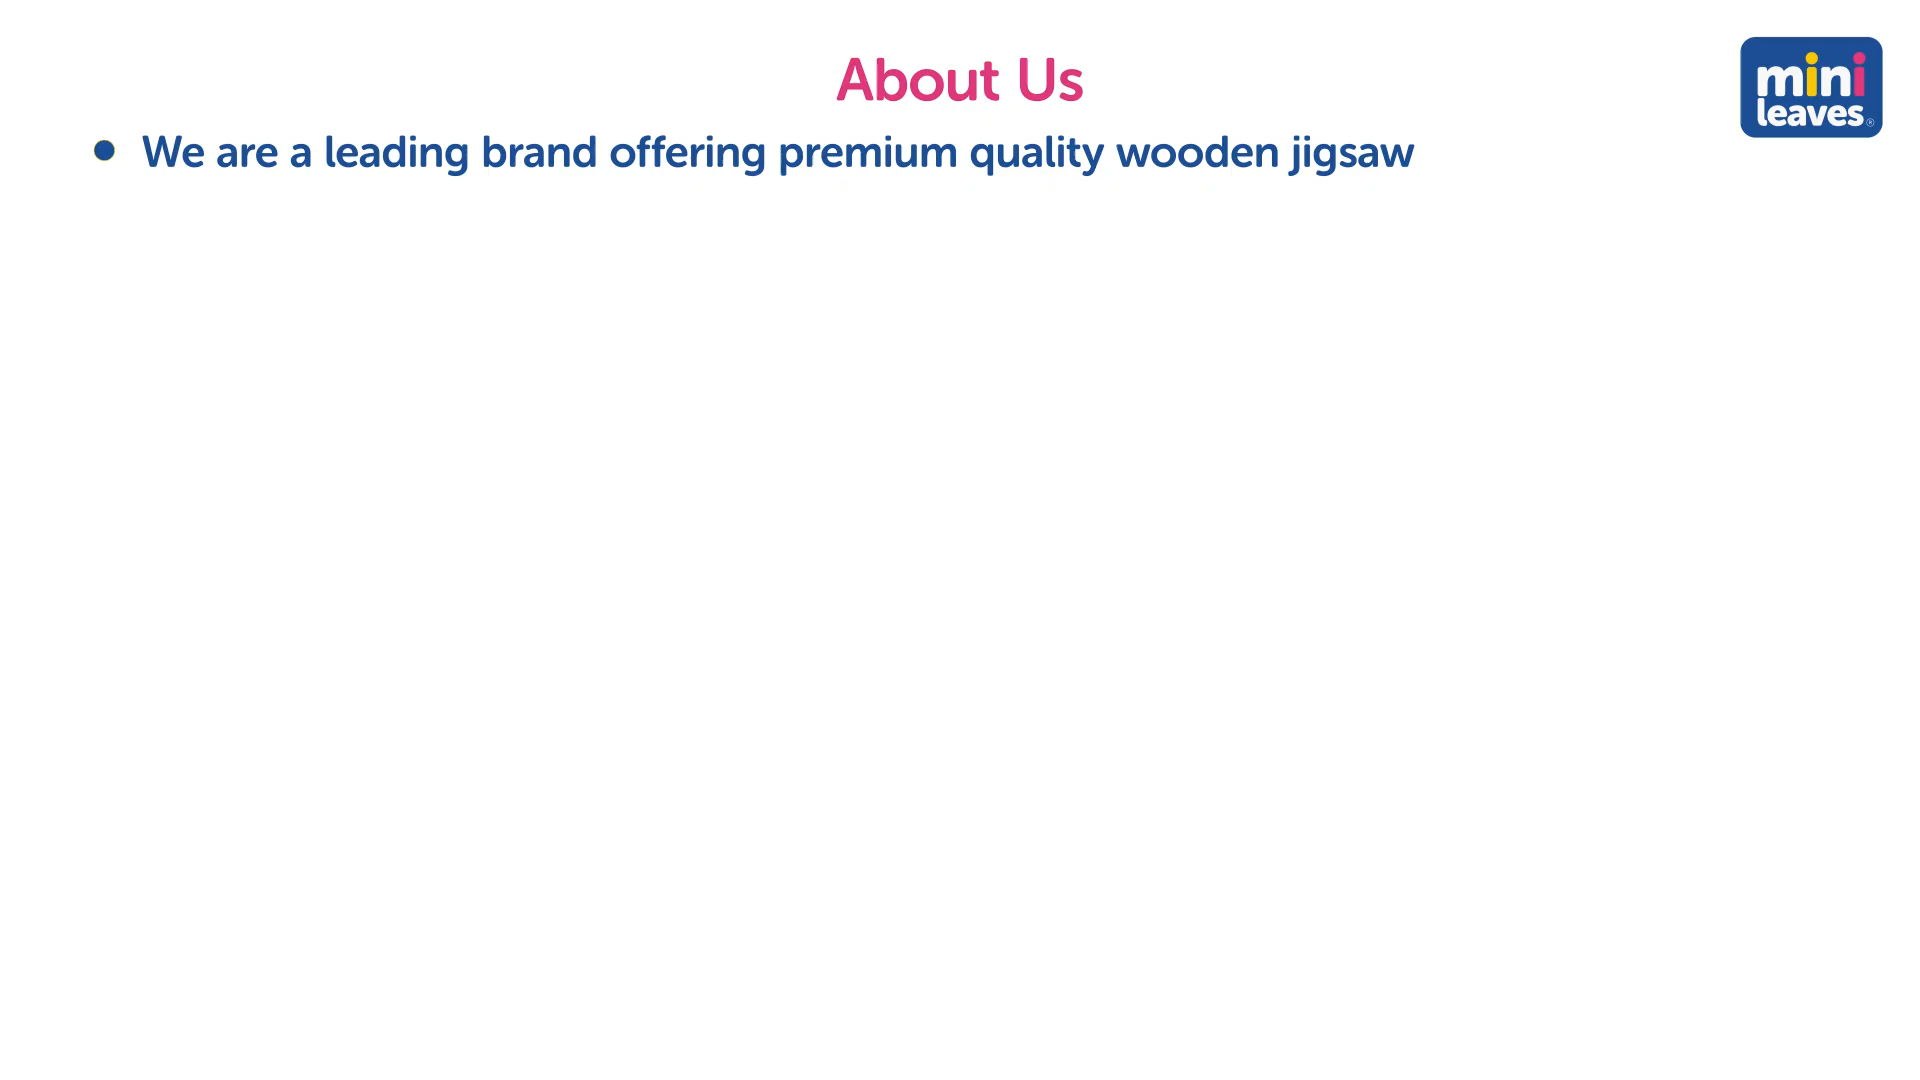 About Us
mini
leaves®
● We are a leading brand offering premium quality wooden jigsaw